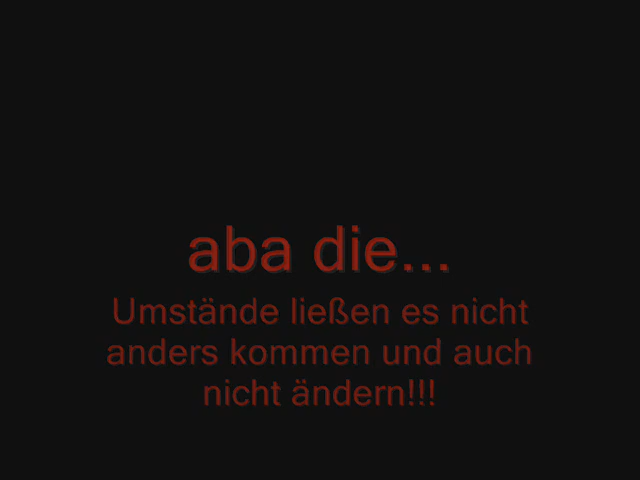 aba die...
Umstände ließen es nicht
anders kommen und auch
nicht ändern!!!